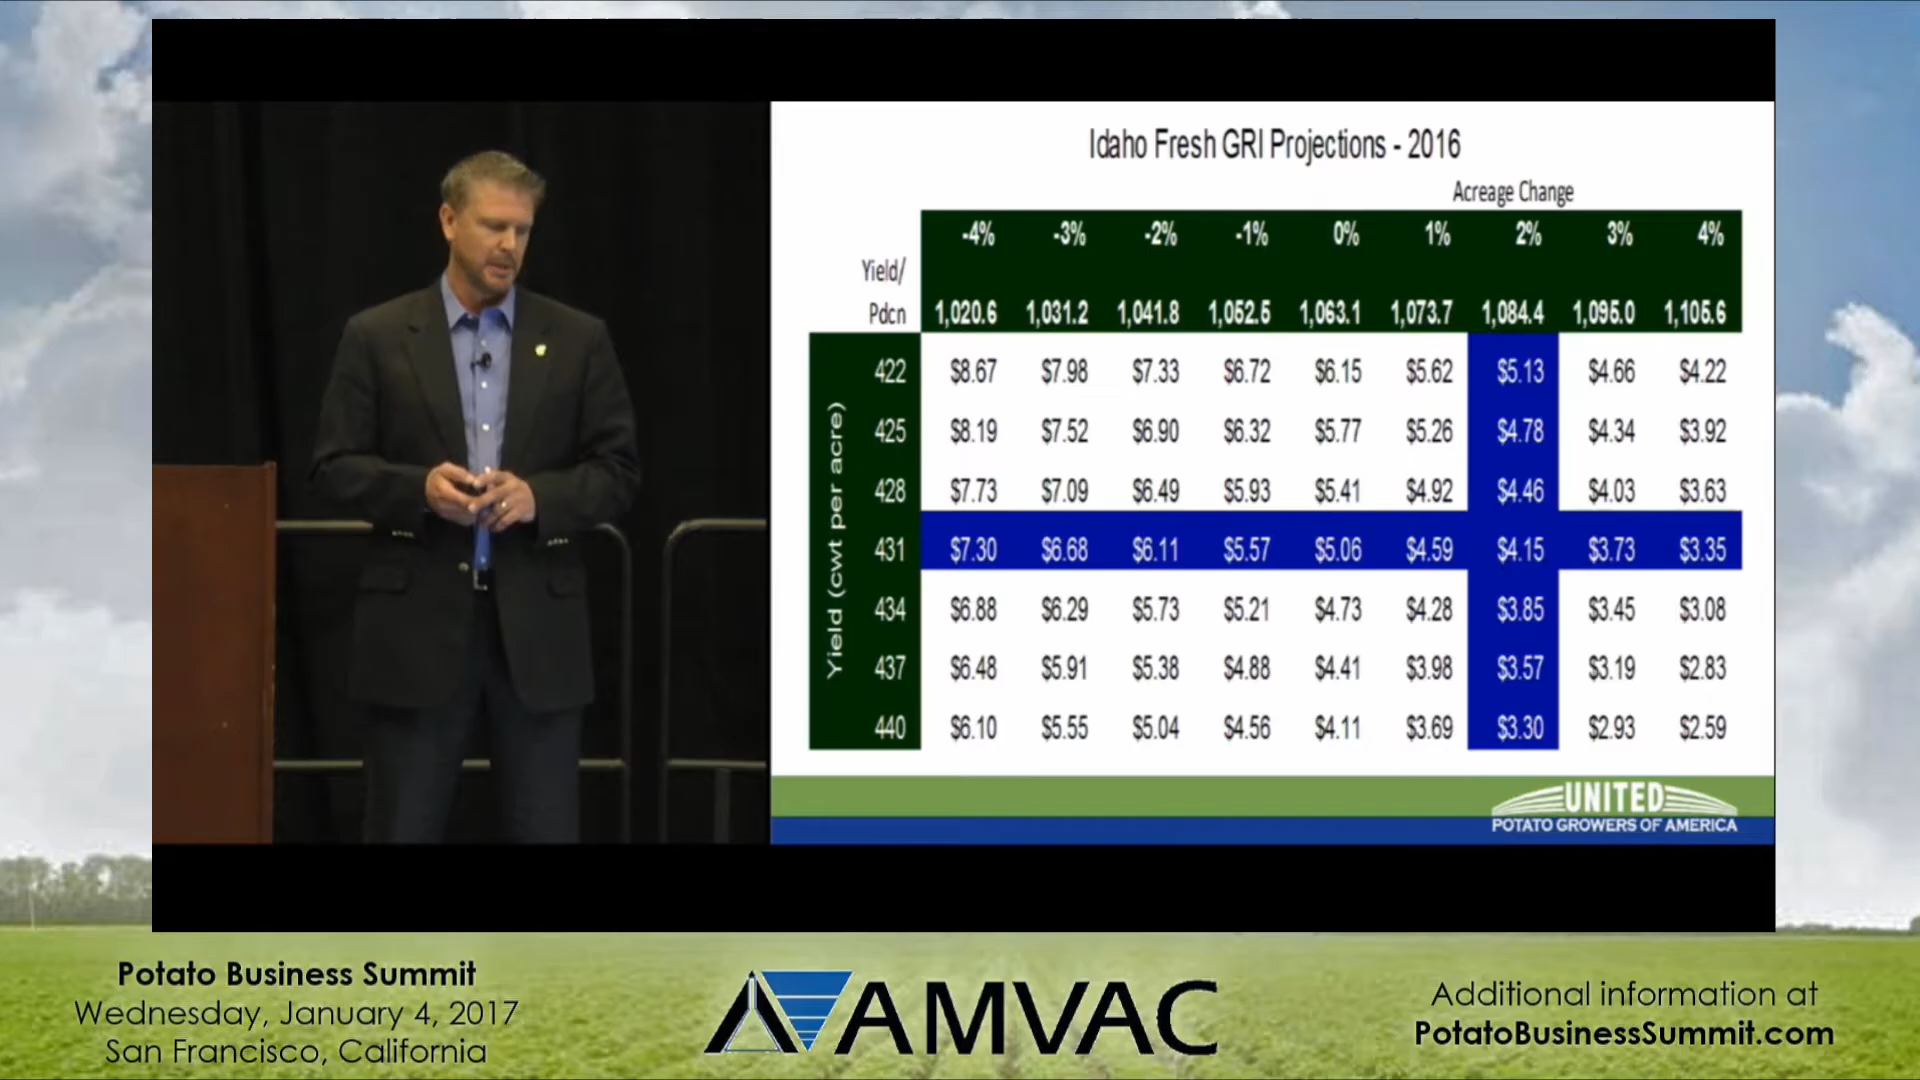 Idaho Fresh GRI Projections - 2016
Acreage Change
-4% -3% -2% -1% 0% 1% 2% 3% 4%
Yield/
Pdcn 1,020.6 1,031.2 1,041.8 1,052.5 1,063.1 1,073.7 1,084.4 1,095.0 1,105.6
Yield (cwt per acre)
422 $8.67 $7.98 $7.33 $6.72 $6.15 $5.62 $5.13 $4.66 $4.22
425 $8.19 $7.52 $6.90 $6.32 $5.77 $5.26 $4.78 $4.34 $3.92
428 $7.73 $7.09 $6.49 $5.93 $5.41 $4.92 $4.46 $4.03 $3.63
431 $7.30 $6.68 $6.11 $5.57 $5.06 $4.59 $4.15 $3.73 $3.35
434 $6.88 $6.29 $5.73 $5.21 $4.73 $4.28 $3.85 $3.45 $3.08
437 $6.48 $5.91 $5.38 $4.88 $4.41 $3.98 $3.57 $3.19 $2.83
440 $6.10 $5.55 $5.04 $4.56 $4.11 $3.69 $3.30 $2.93 $2.59
UNITED
POTATO GROWERS OF AMERICA
Potato Business Summit
Wednesday, January 4, 2017
San Francisco, California
AMVAC
Additional information at
PotatoBusinessSummit.com